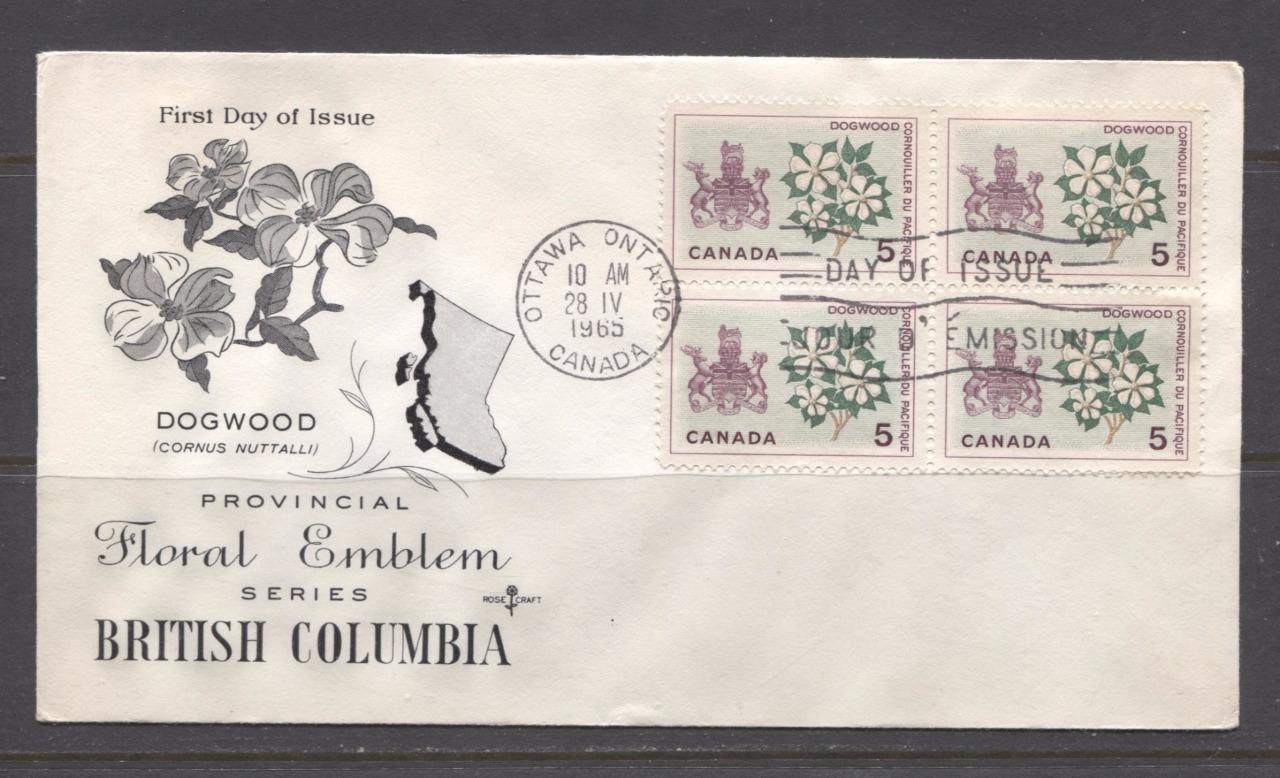 First Day of Issue
DOGWOOD
(CORNUS NUTTALLI)
PROVINCIAL
Floral Emblem
SERIES
ROSE CRAFT
BRITISH COLUMBIA
OTTAWA ONTARIO
10 AM
28 IV
1965
CANADA
DOGWOOD
CORNOUILLER DU PACIFIQUE
CANADA 5
DOGWOOD
CORNOUILLER DU PACIFIQUE
CANADA 5
DAY OF ISSUE
JOUR D'ÉMISSION
DOGWOOD
CORNOUILLER DU PACIFIQUE
CANADA 5
DOGWOOD
CORNOUILLER DU PACIFIQUE
CANADA 5